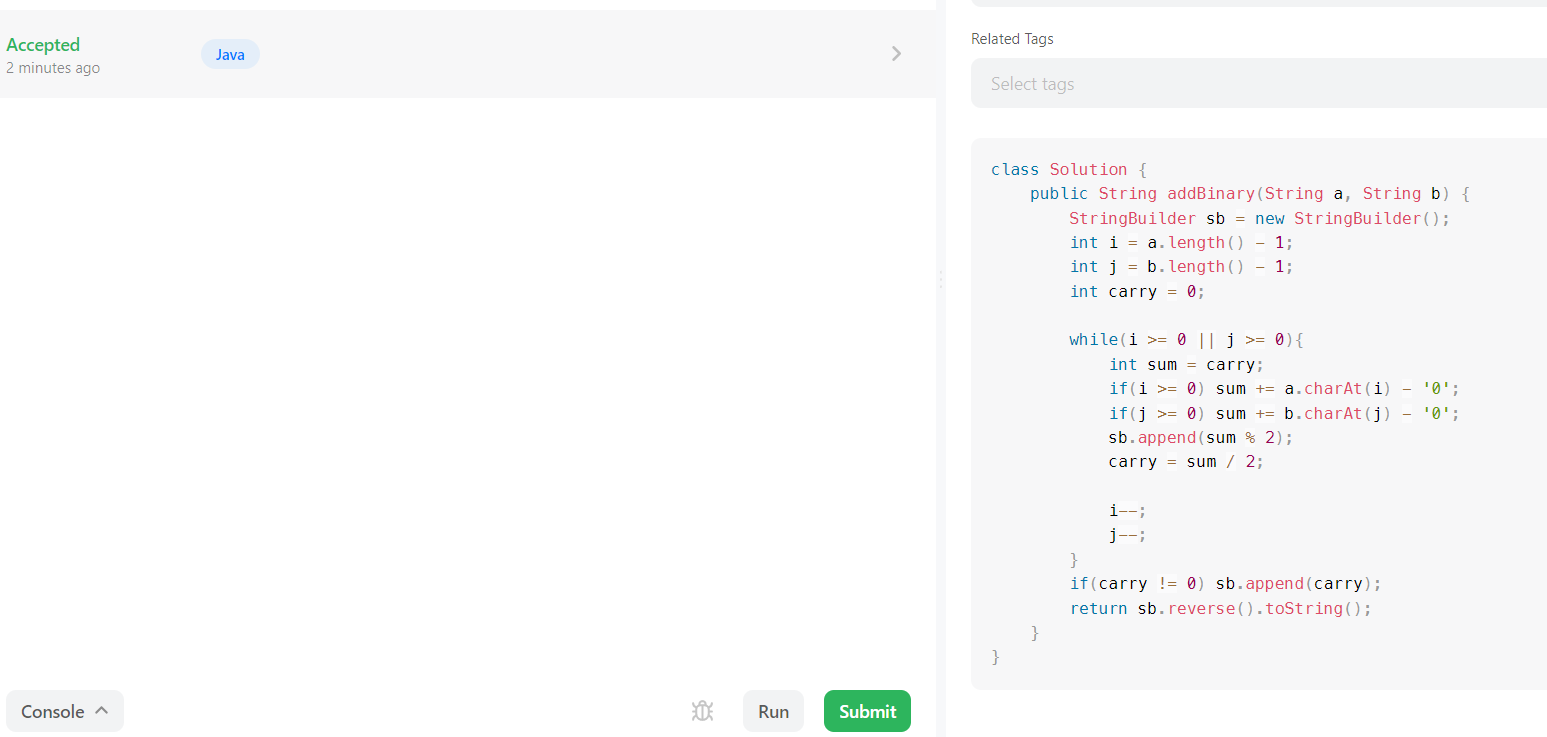 Accepted
2 minutes ago
Java
Console
Run
Submit
Related Tags
Select tags
class Solution {
    public String addBinary(String a, String b) {
        StringBuilder sb = new StringBuilder();
        int i = a.length() - 1;
        int j = b.length() - 1;
        int carry = 0;

        while(i >= 0 || j >= 0){
            int sum = carry;
            if(i >= 0) sum += a.charAt(i) - '0';
            if(j >= 0) sum += b.charAt(j) - '0';
            sb.append(sum % 2);
            carry = sum / 2;

            i--;
            j--;
        }
        if(carry != 0) sb.append(carry);
        return sb.reverse().toString();
    }
}